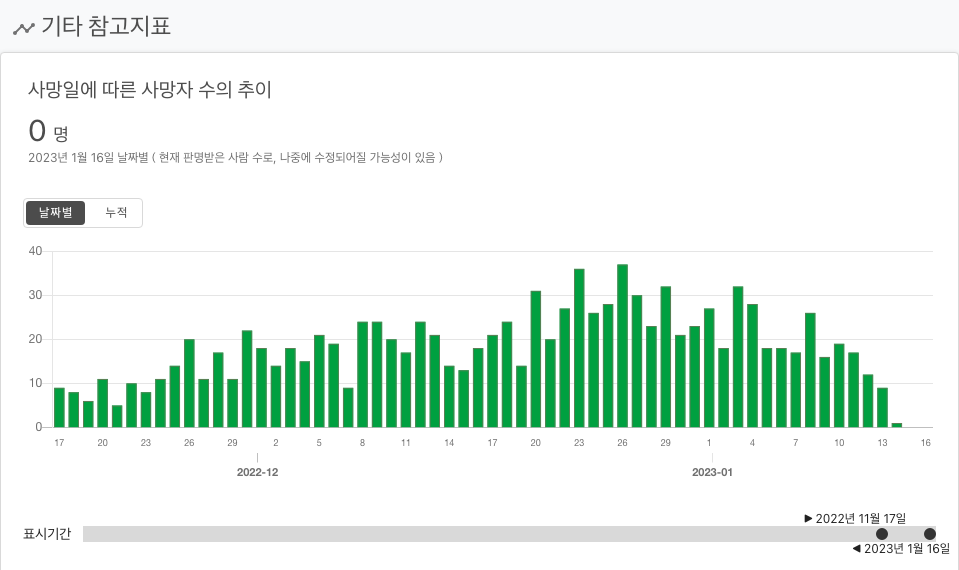 기타 참고지표
사망일에 따른 사망자 수의 추이
0 명
2023년 1월 16일 날짜별 ( 현재 판명받은 사람 수로, 나중에 수정되어질 가능성이 있음 )
날짜별 누적
40
30
20
10
0
17 20 23 26 29 2 5 8 11 14 17 20 23 26 29 1 4 7 10 13 16
2022-12 2023-01
▶ 2022년 11월 17일
표시기간
◀ 2023년 1월 16일